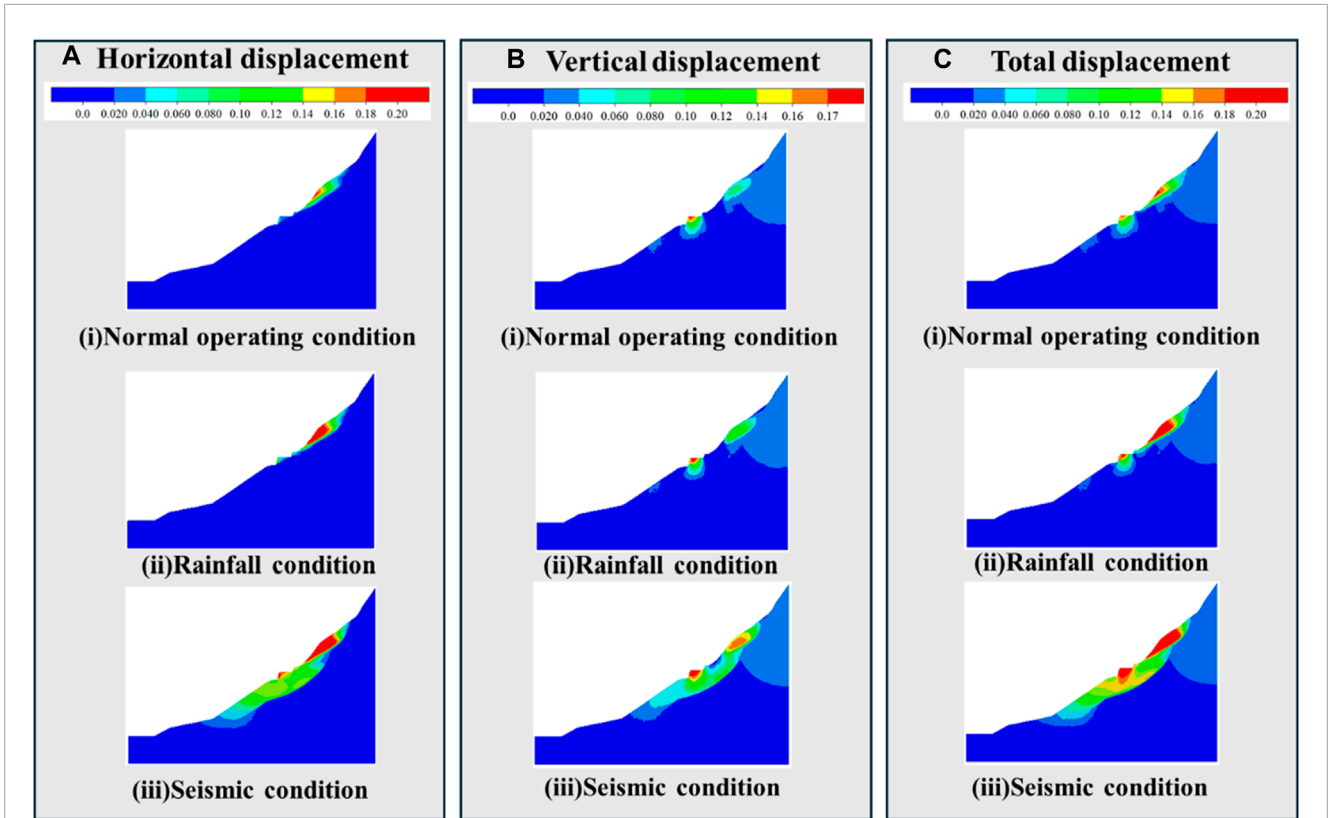 A Horizontal displacement
0.0 0.020 0.040 0.060 0.080 0.10 0.12 0.14 0.16 0.18 0.20
(i)Normal operating condition
(ii)Rainfall condition
(iii)Seismic condition
B Vertical displacement
0.0 0.020 0.040 0.060 0.080 0.10 0.12 0.14 0.16 0.17
(i)Normal operating condition
(ii)Rainfall condition
(iii)Seismic condition
C Total displacement
0.0 0.020 0.040 0.060 0.080 0.10 0.12 0.14 0.16 0.18 0.20
(i)Normal operating condition
(ii)Rainfall condition
(iii)Seismic condition